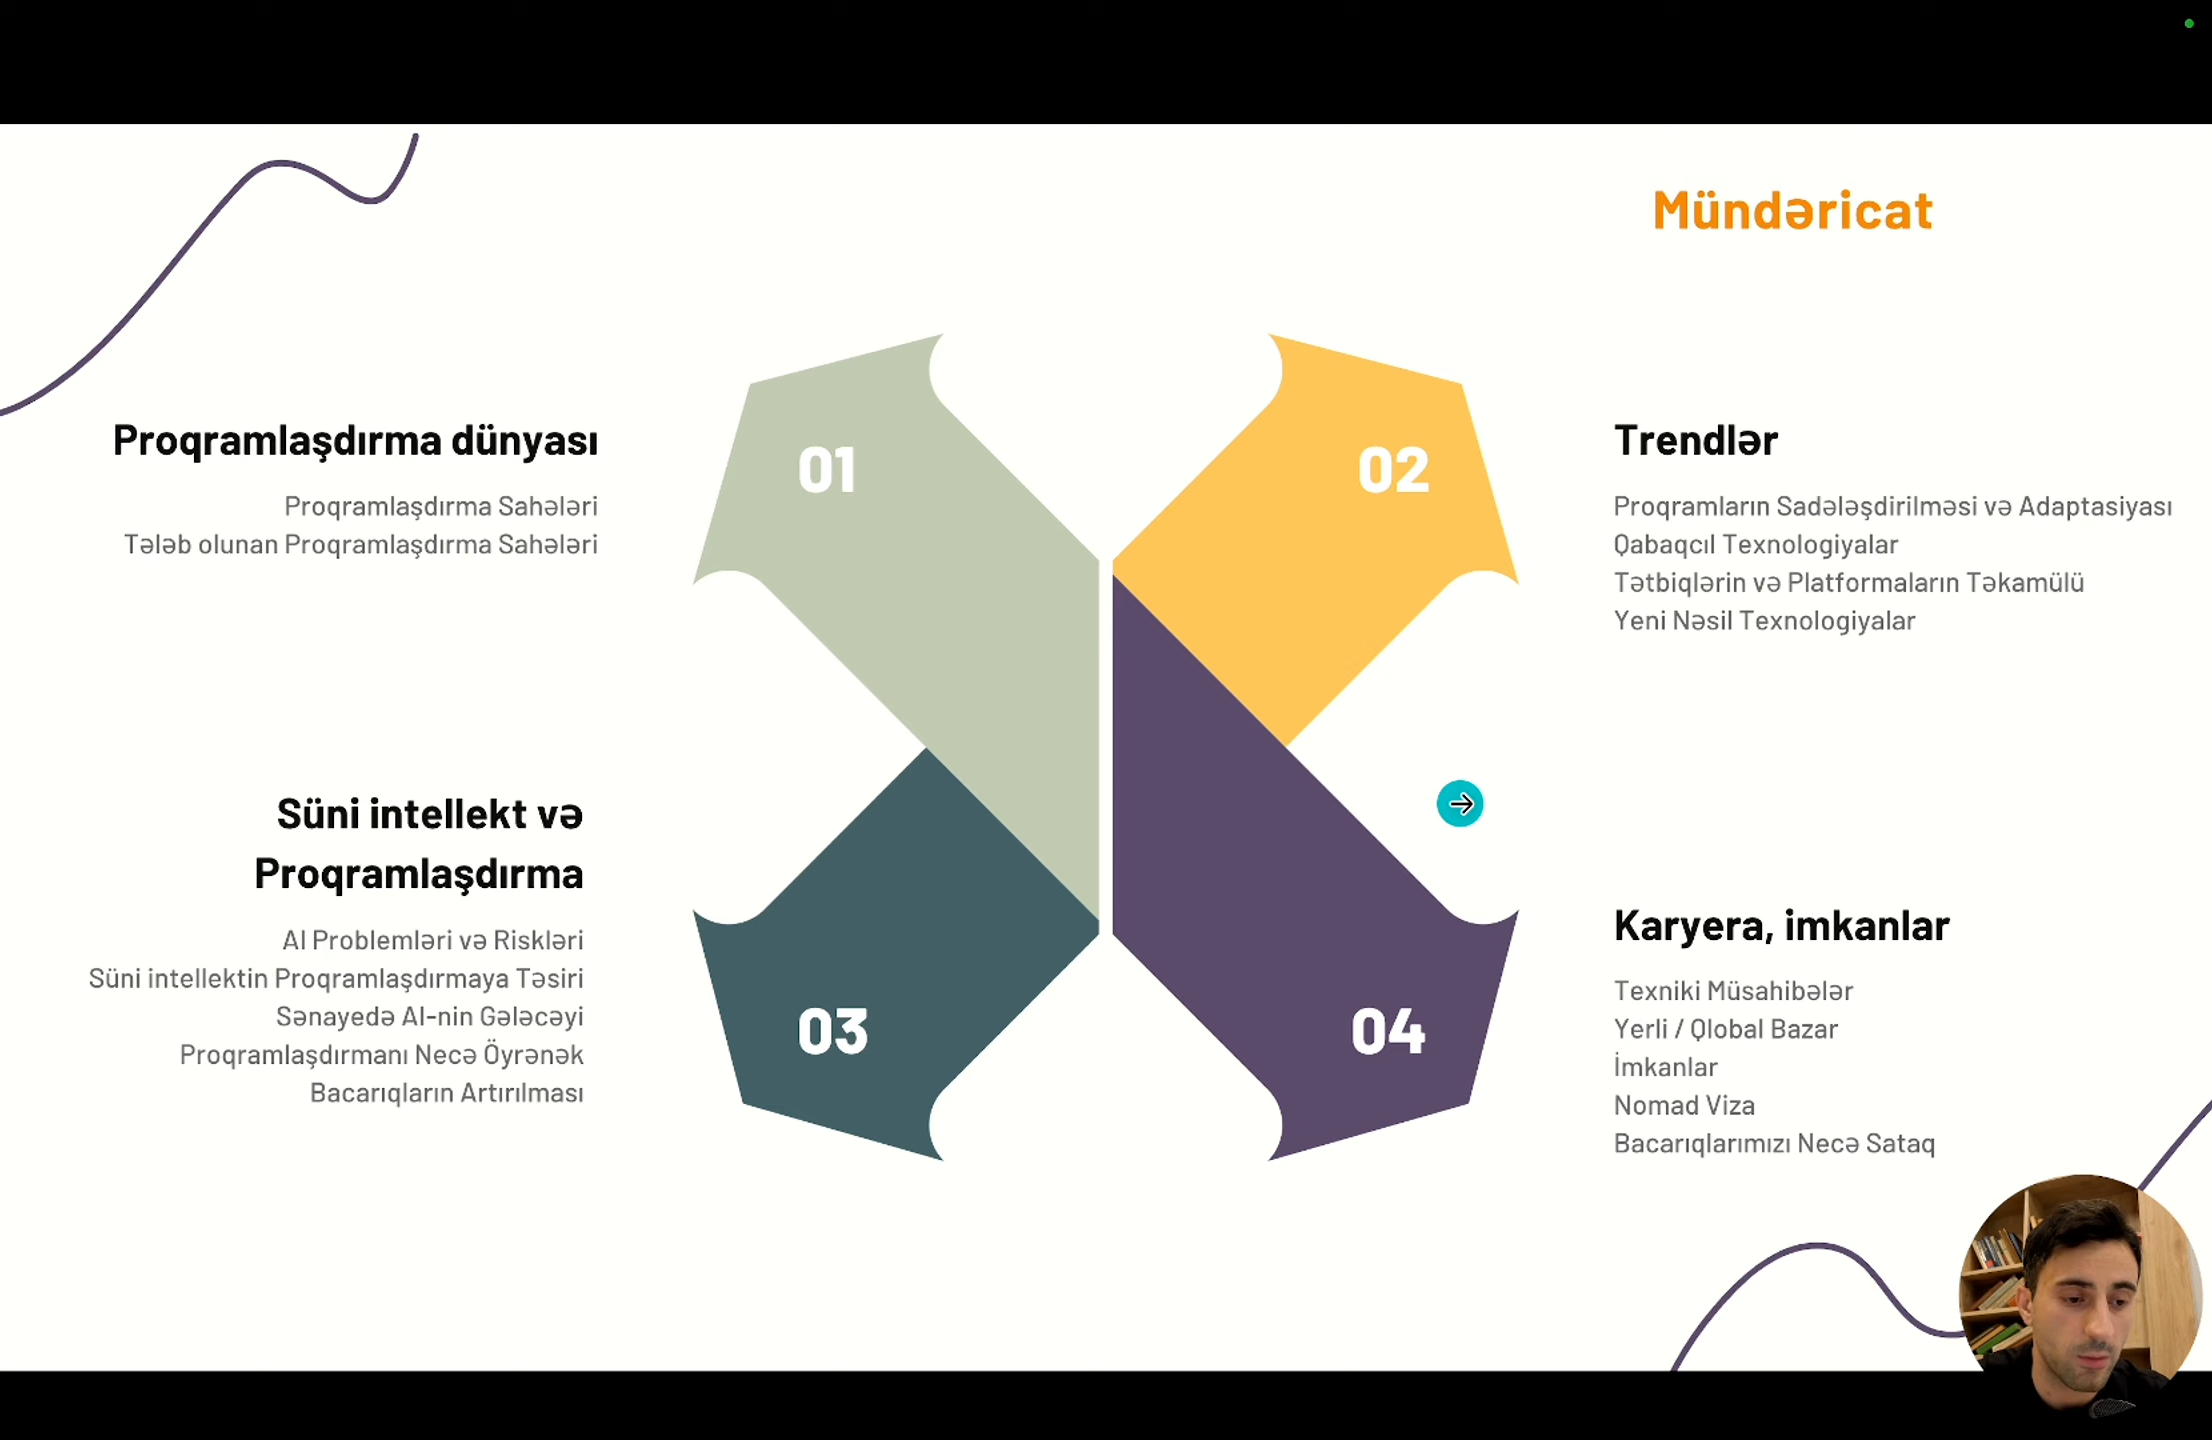 Mündəricat
Proqramlaşdırma dünyası
Proqramlaşdırma Sahələri
Tələb olunan Proqramlaşdırma Sahələri
01
02
Trendlər
Proqramların Sadələşdirilməsi və Adaptasiyası
Qabaqcıl Texnologiyalar
Tətbiqlərin və Platformaların Təkamülü
Yeni Nəsil Texnologiyalar
Süni intellekt və
Proqramlaşdırma
AI Problemləri və Riskləri
Süni intellektin Proqramlaşdırmaya Təsiri
Sənayedə AI-nin Gələcəyi
Proqramlaşdırmanı Necə Öyrənək
Bacarıqların Artırılması
03
04
Karyera, imkanlar
Texniki Müsahibələr
Yerli / Qlobal Bazar
İmkanlar
Nomad Viza
Bacarıqlarımızı Necə Sataq